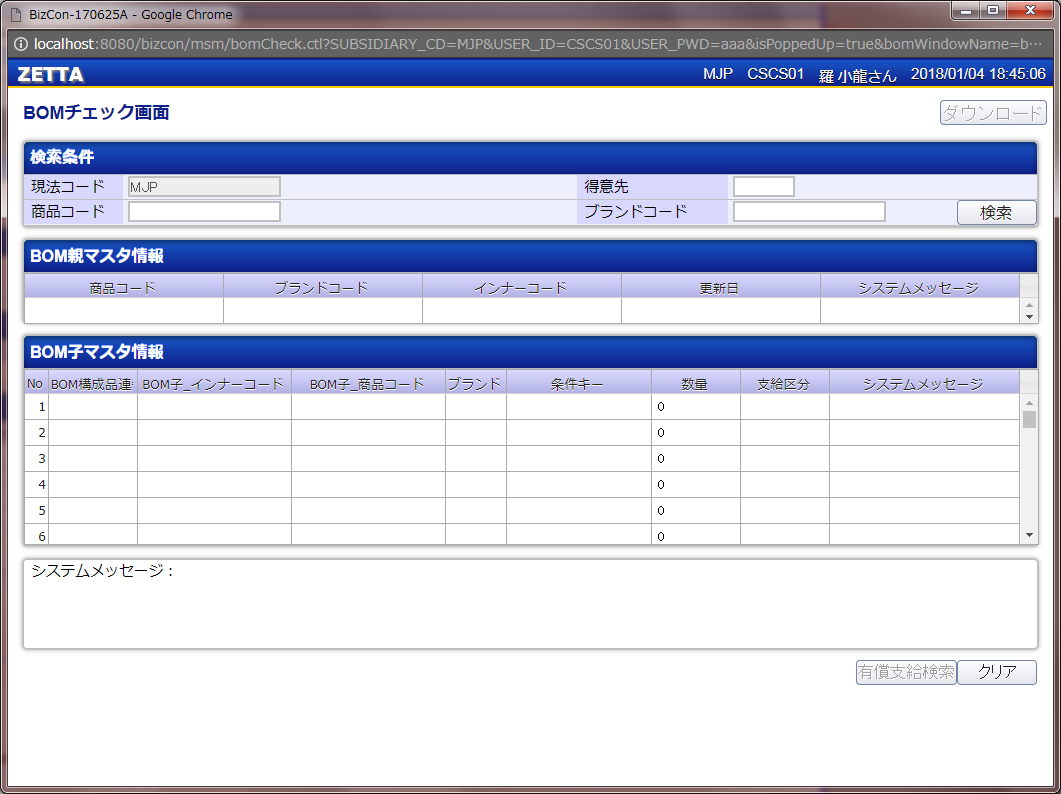 BizCon-170625A - Google Chrome
localhost:8080/bizcon/msm/bomCheck.ctl?SUBSIDIARY_CD=MJP&USER_ID=CSCS01&USER_PWD=aaa&isPoppedUp=true&bomWindowName=b…
ZETTA MJP CSCS01 羅 小龍さん 2018/01/04 18:45:06
BOMチェック画面 ダウンロード
検索条件
現法コード MJP 得意先
商品コード ブランドコード 検索
BOM親マスタ情報
商品コード ブランドコード インナーコード 更新日 システムメッセージ
BOM子マスタ情報
No BOM構成品連 BOM子_インナーコード BOM子_商品コード ブランド 条件キー 数量 支給区分 システムメッセージ
1 0
2 0
3 0
4 0
5 0
6 0
システムメッセージ：
有償支給検索 クリア